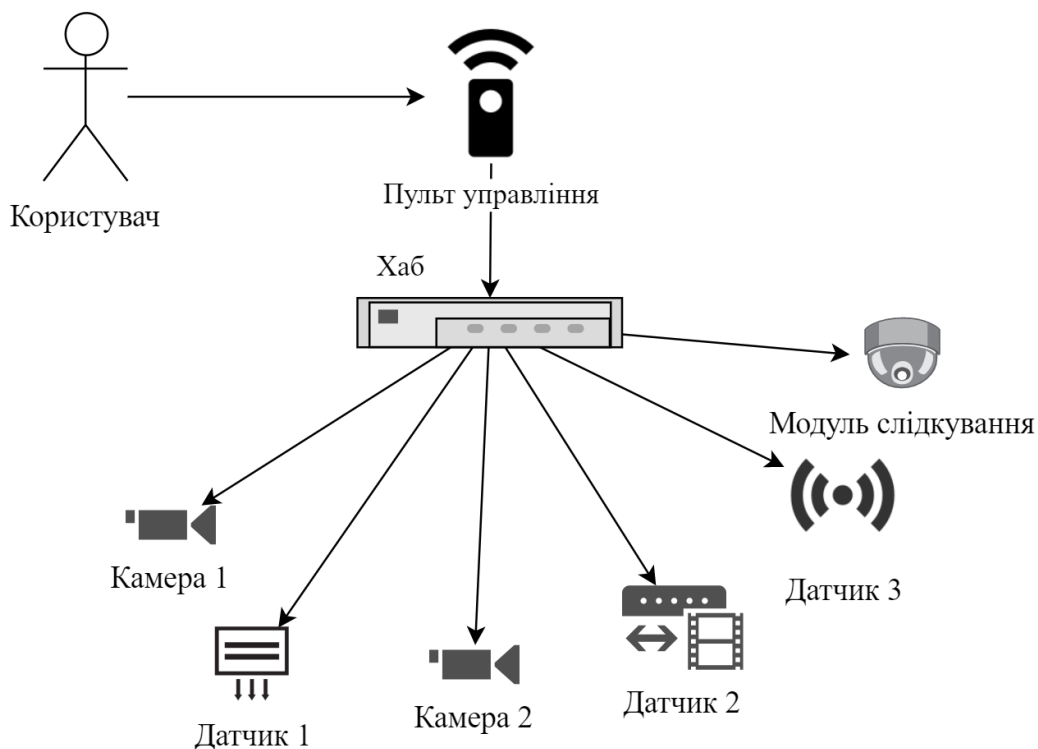 Користувач
Пульт управління
Хаб
Модуль слідкування
Камера 1
Датчик 3
Датчик 1
Камера 2
Датчик 2